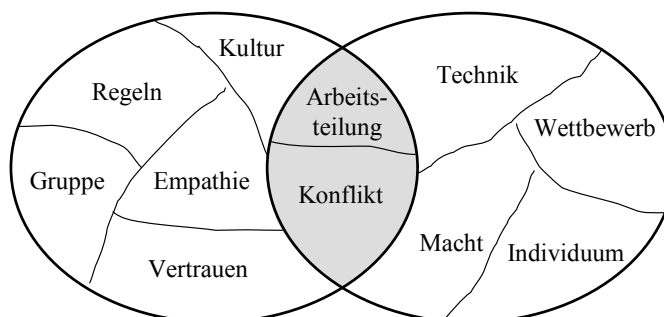 Kultur
Regeln
Gruppe
Empathie
Vertrauen
Arbeits-
teilung
Konflikt
Technik
Wettbewerb
Macht
Individuum